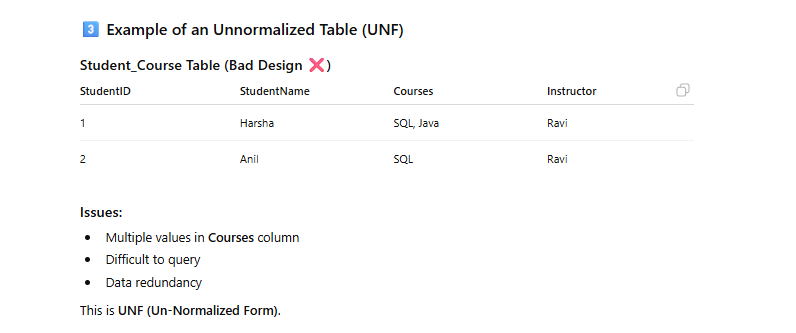 3 Example of an Unnormalized Table (UNF)
Student_Course Table (Bad Design ❌)
StudentID StudentName Courses Instructor
1 Harsha SQL, Java Ravi
2 Anil SQL Ravi
Issues:
• Multiple values in Courses column
• Difficult to query
• Data redundancy
This is UNF (Un-Normalized Form).